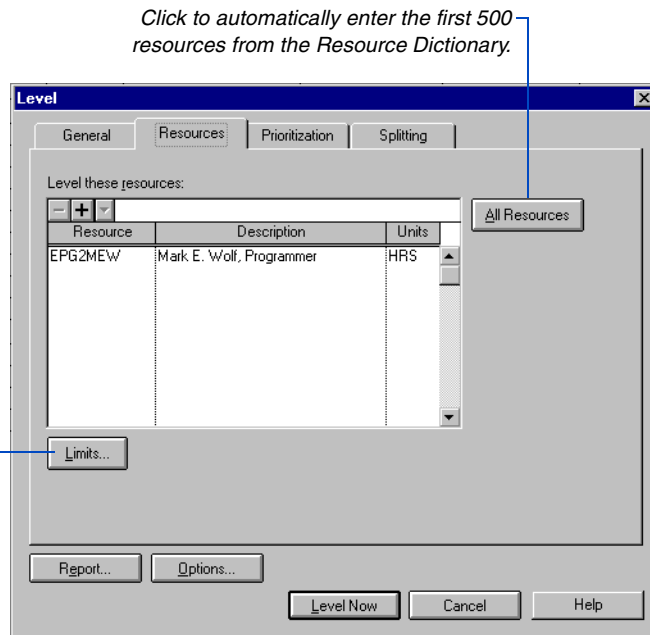 Click to automatically enter the first 500
resources from the Resource Dictionary.
Level
General Resources Prioritization Splitting
Level these resources:
All Resources
Resource Description Units
EPG2MEW Mark E. Wolf, Programmer HRS
Limits...
Report... Options...
Level Now Cancel Help